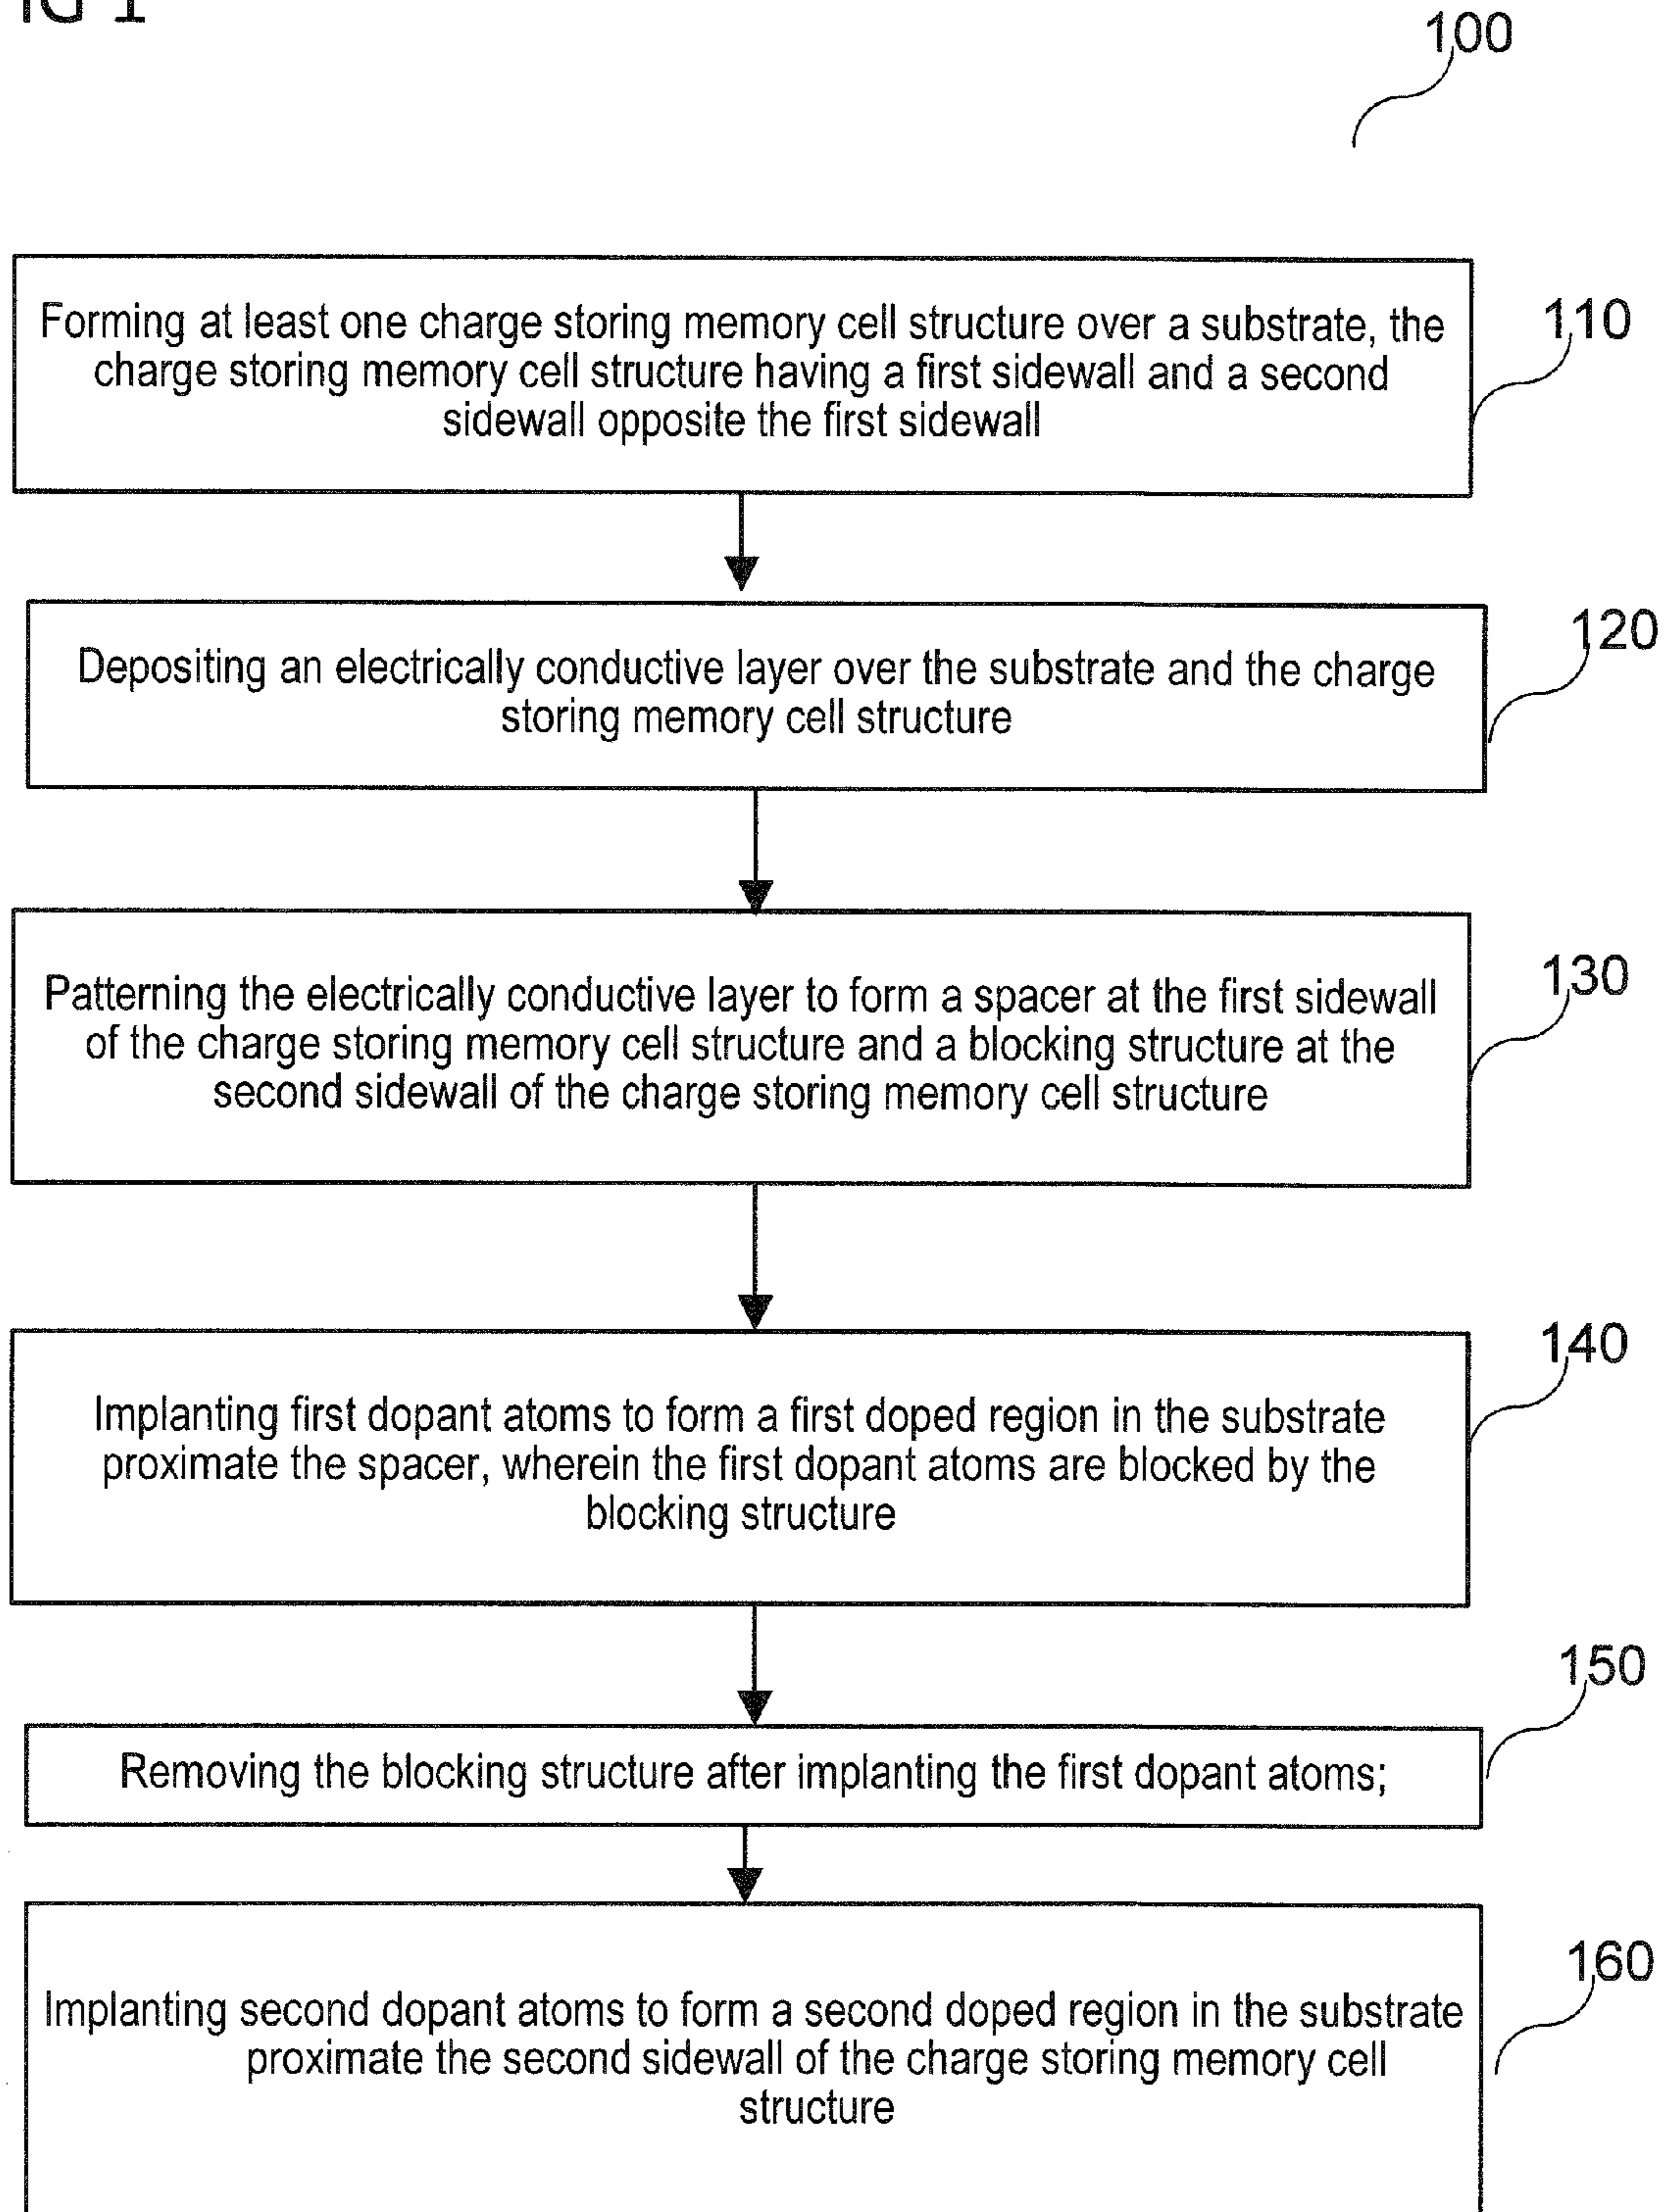 FIG 1
100
Forming at least one charge storing memory cell structure over a substrate, the
charge storing memory cell structure having a first sidewall and a second
sidewall opposite the first sidewall
110
Depositing an electrically conductive layer over the substrate and the charge
storing memory cell structure
120
Patterning the electrically conductive layer to form a spacer at the first sidewall
of the charge storing memory cell structure and a blocking structure at the
second sidewall of the charge storing memory cell structure
130
Implanting first dopant atoms to form a first doped region in the substrate
proximate the spacer, wherein the first dopant atoms are blocked by the
blocking structure
140
Removing the blocking structure after implanting the first dopant atoms;
150
Implanting second dopant atoms to form a second doped region in the substrate
proximate the second sidewall of the charge storing memory cell
structure
160